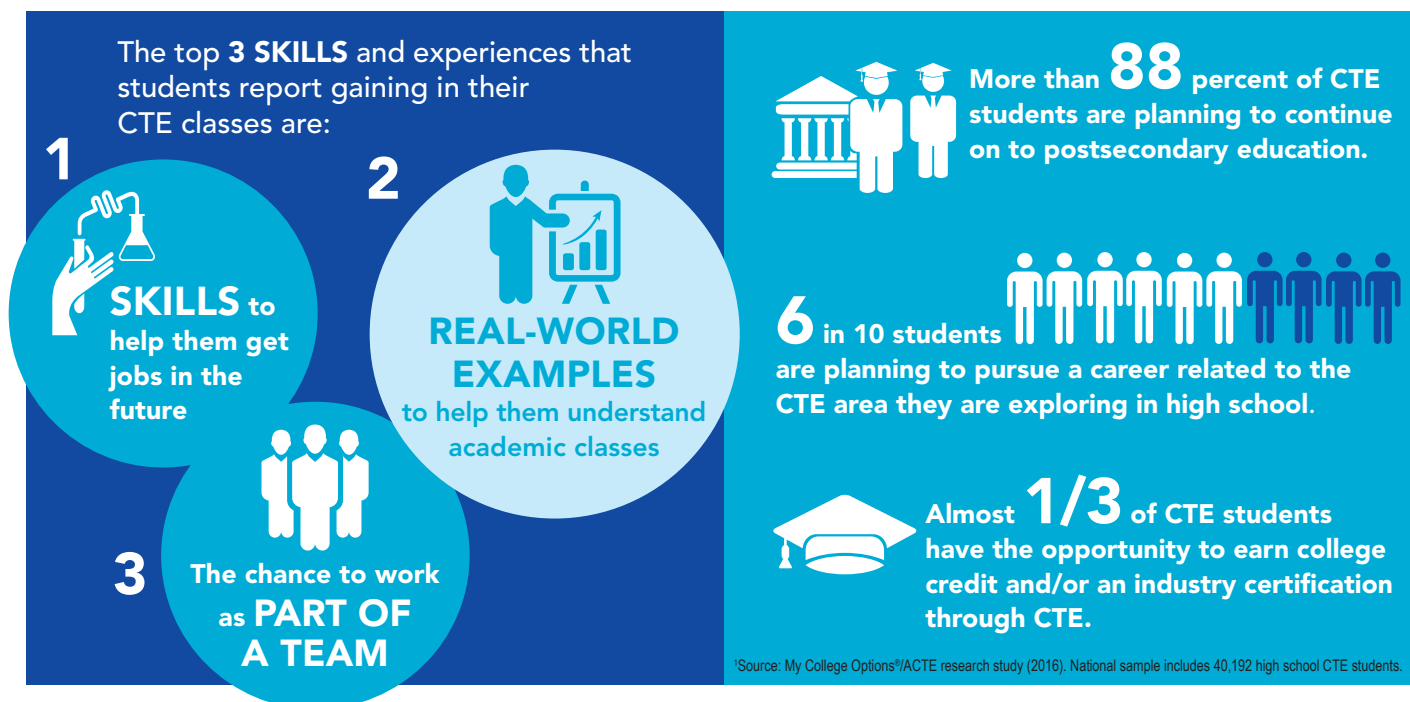 The top 3 SKILLS and experiences that
students report gaining in their
CTE classes are:
1
SKILLS to
help them get
jobs in the
future
2
REAL-WORLD
EXAMPLES
to help them understand
academic classes
3
The chance to work
as PART OF
A TEAM
More than 88 percent of CTE
students are planning to continue
on to postsecondary education.
6 in 10 students
are planning to pursue a career related to the
CTE area they are exploring in high school.
Almost 1/3 of CTE students
have the opportunity to earn college
credit and/or an industry certification
through CTE.
¹Source: My College Options®/ACTE research study (2016). National sample includes 40,192 high school CTE students.